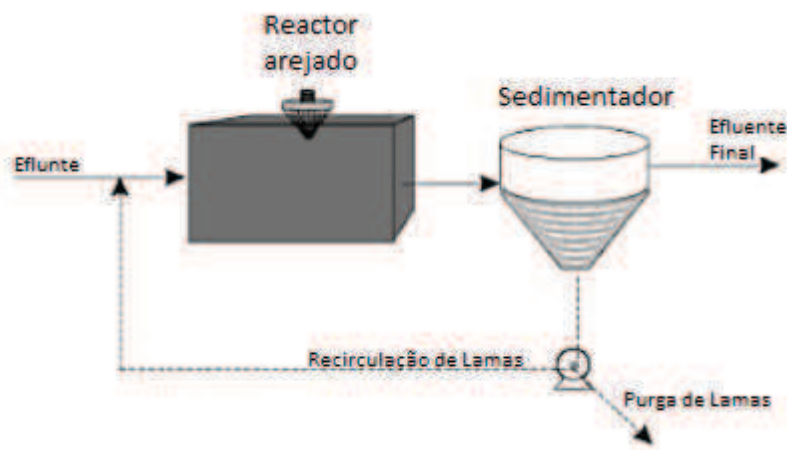 Reactor
arejado
Sedimentador
Efluente
Final
Eflunte
Recirculação de Lamas
Purga de Lamas